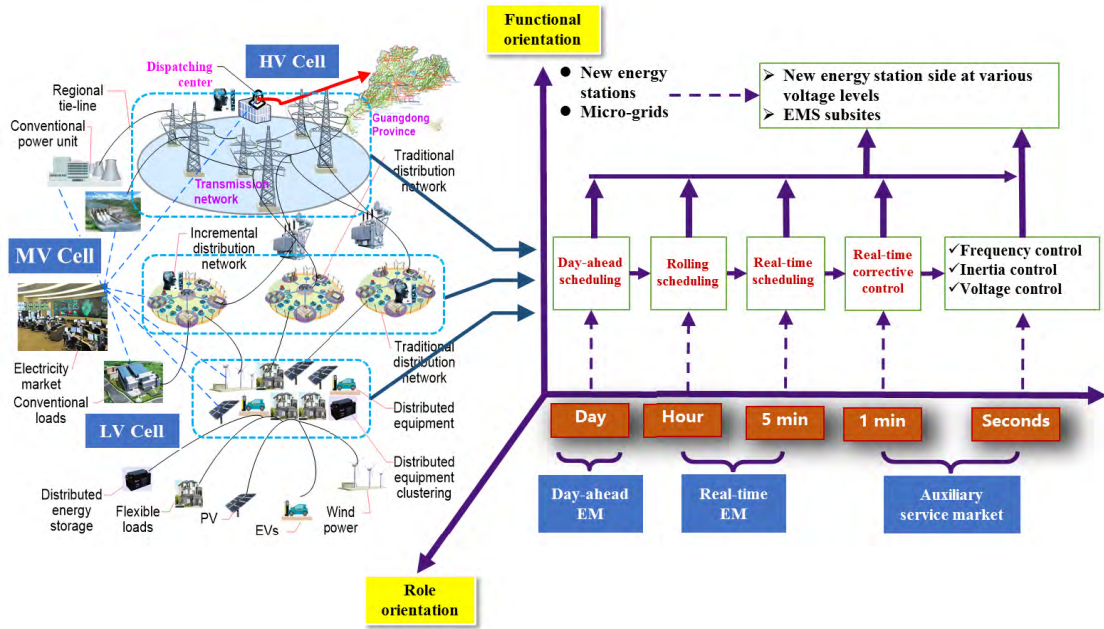 Functional
orientation
HV Cell
Dispatching
center
Regional
tie-line
Conventional
power unit
Guangdong
Province
Traditional
distribution
network
Transmission
network
Incremental
distribution
network
MV Cell
Electricity
market
Conventional
loads
Traditional
distribution
network
LV Cell
Distributed
equipment
Distributed
equipment
clustering
Distributed
energy
storage
Flexible
loads
PV
EVs
Wind
power
● New energy
stations
● Micro-grids
➢ New energy station side at various
voltage levels
➢ EMS subsites
Day-ahead
scheduling
Rolling
scheduling
Real-time
scheduling
Real-time
corrective
control
✓Frequency control
✓Inertia control
✓Voltage control
Day
Hour
5 min
1 min
Seconds
Day-ahead
EM
Real-time
EM
Auxiliary
service market
Role
orientation